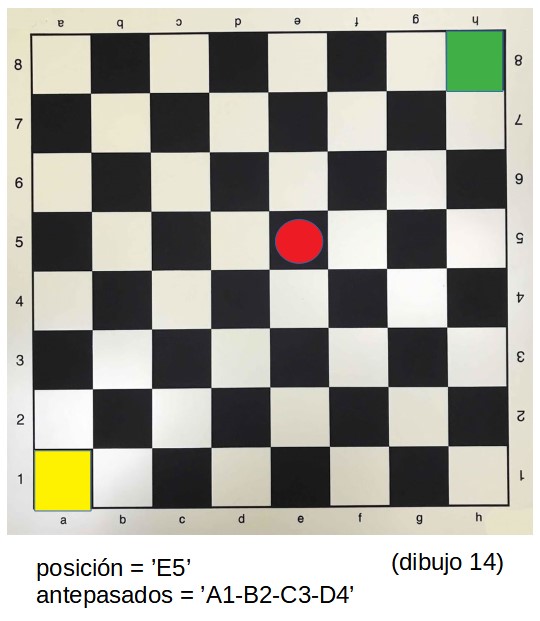 a b c d e f g h
8 8
7 7
6 6
5 5
4 4
3 3
2 2
1 1
a b c d e f g h
(dibujo 14)
posición = ’E5’
antepasados = ’A1-B2-C3-D4’